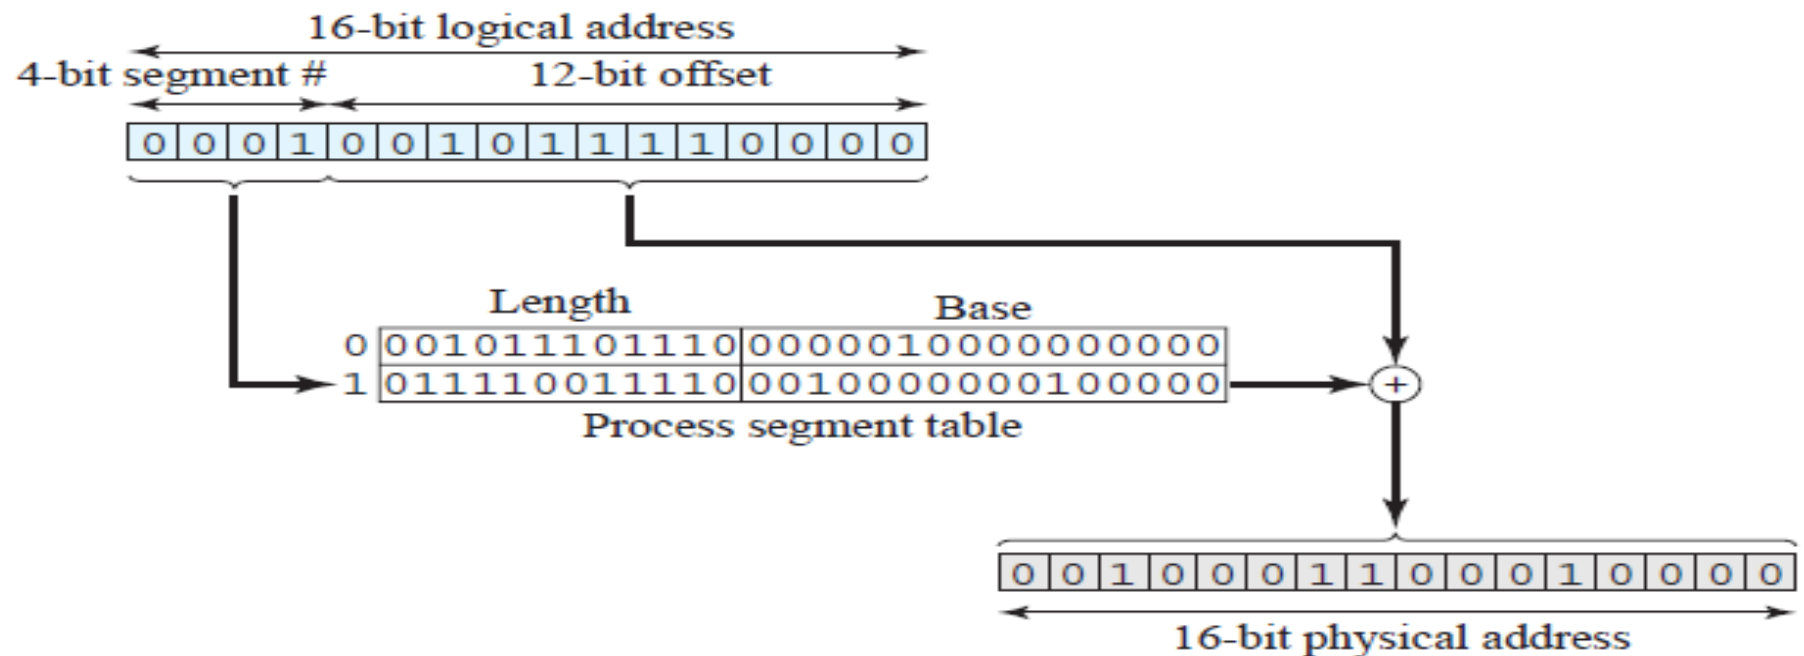 16-bit logical address
4-bit segment # 12-bit offset
0 0 0 1 0 0 1 0 1 1 1 1 0 0 0 0
Length Base
0 001011101110 0000010000000000
1 011110011110 0010000000100000
+
Process segment table
0 0 1 0 0 0 1 1 0 0 0 1 0 0 0 0
16-bit physical address